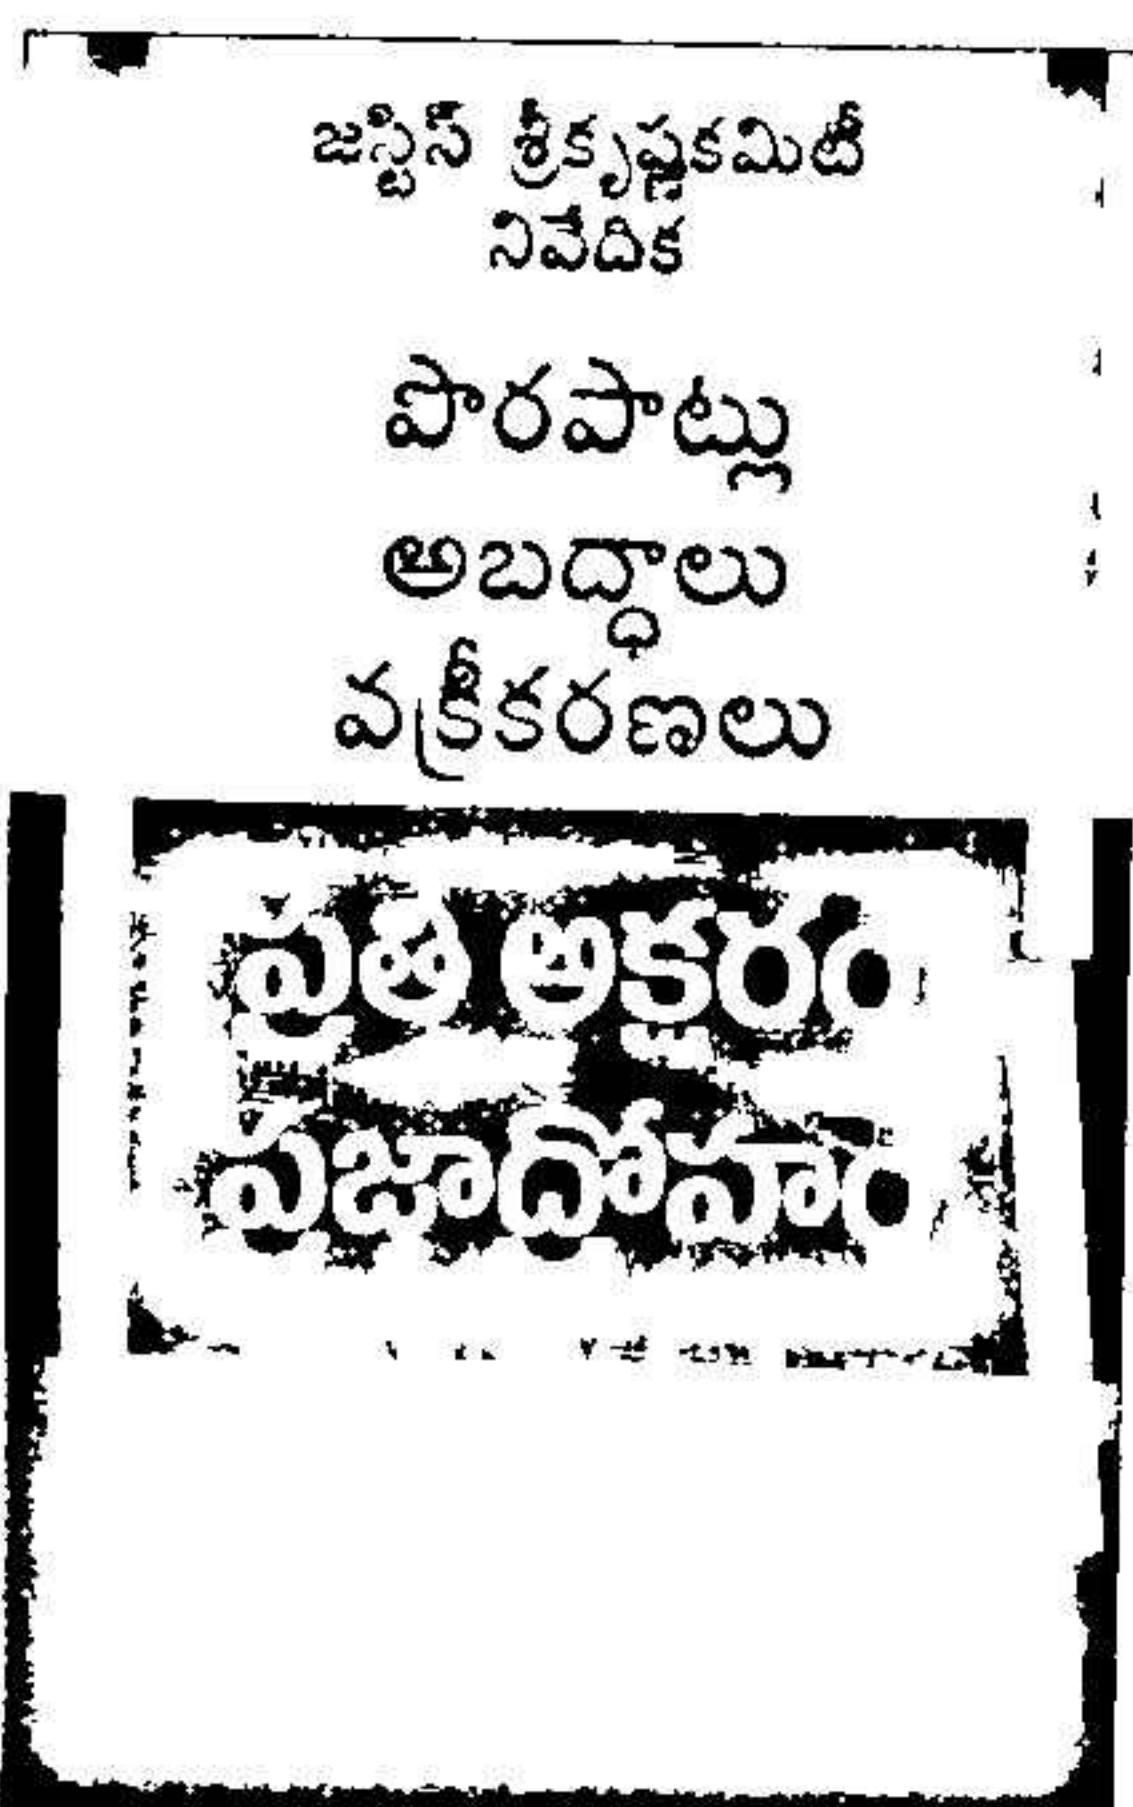 జస్టిస్ శ్రీకృష్ణకమిటీ
నివేదిక
పొరపాట్లు
అబద్ధాలు
వక్రీకరణలు
ప్రతి అక్షరం
ప్రజాద్రోహం